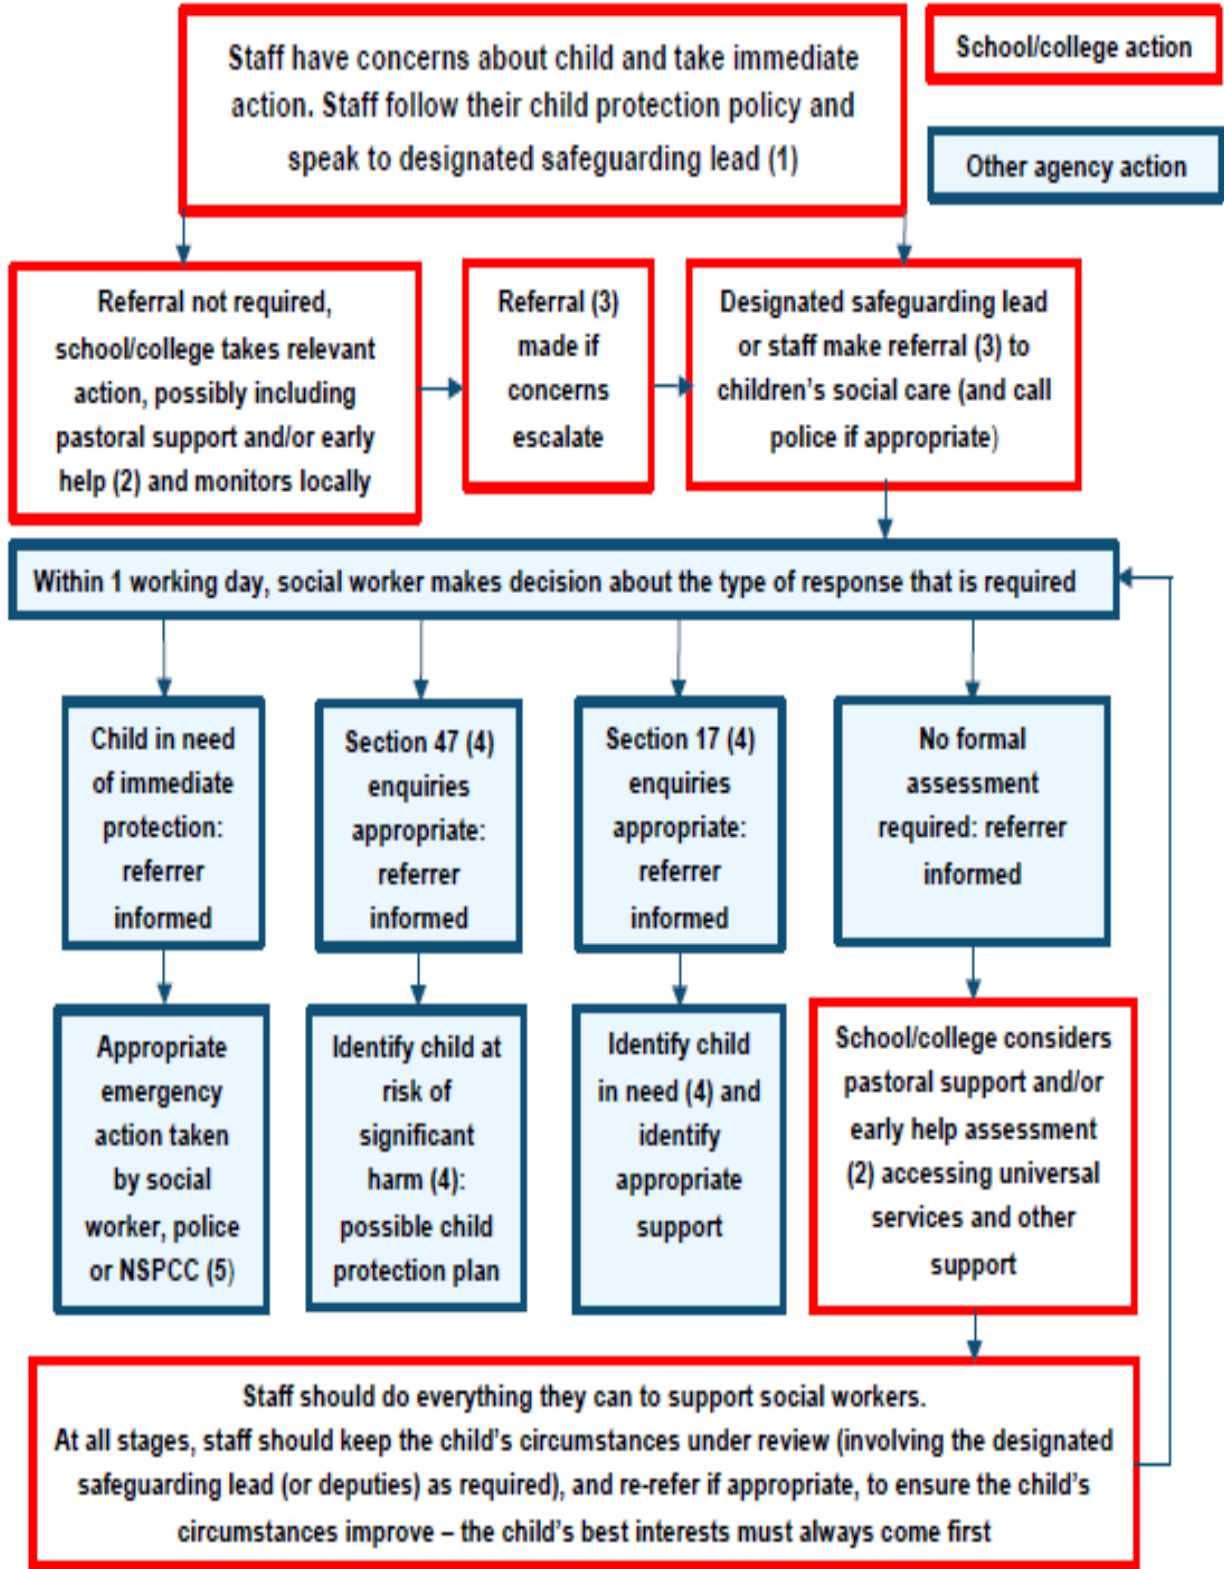 Staff have concerns about child and take immediate
action. Staff follow their child protection policy and
speak to designated safeguarding lead (1)
School/college action
Other agency action
Referral not required,
school/college takes relevant
action, possibly including
pastoral support and/or early
help (2) and monitors locally
Referral (3)
made if
concerns
escalate
Designated safeguarding lead
or staff make referral (3) to
children's social care (and call
police if appropriate)
Within 1 working day, social worker makes decision about the type of response that is required
Child in need
of immediate
protection:
referrer
informed
Section 47 (4)
enquiries
appropriate:
referrer
informed
Section 17 (4)
enquiries
appropriate:
referrer
informed
No formal
assessment
required: referrer
informed
Appropriate
emergency
action taken
by social
worker, police
or NSPCC (5)
Identify child at
risk of
significant
harm (4):
possible child
protection plan
Identify child
in need (4) and
identify
appropriate
support
School/college considers
pastoral support and/or
early help assessment
(2) accessing universal
services and other
support
Staff should do everything they can to support social workers.
At all stages, staff should keep the child's circumstances under review (involving the designated
safeguarding lead (or deputies) as required), and re-refer if appropriate, to ensure the child's
circumstances improve – the child's best interests must always come first